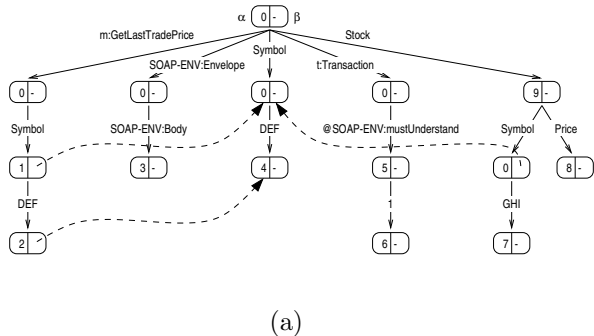 α 0 - β
m:GetLastTradePrice
Stock
SOAP-ENV:Envelope
Symbol
t:Transaction
0 - 0 - 0 - 0 - 9 -
Symbol SOAP-ENV:Body DEF @SOAP-ENV:mustUnderstand Symbol Price
1 3 - 4 - 5 - 0 8 -
DEF 1 GHI
2 6 - 7 -
(a)